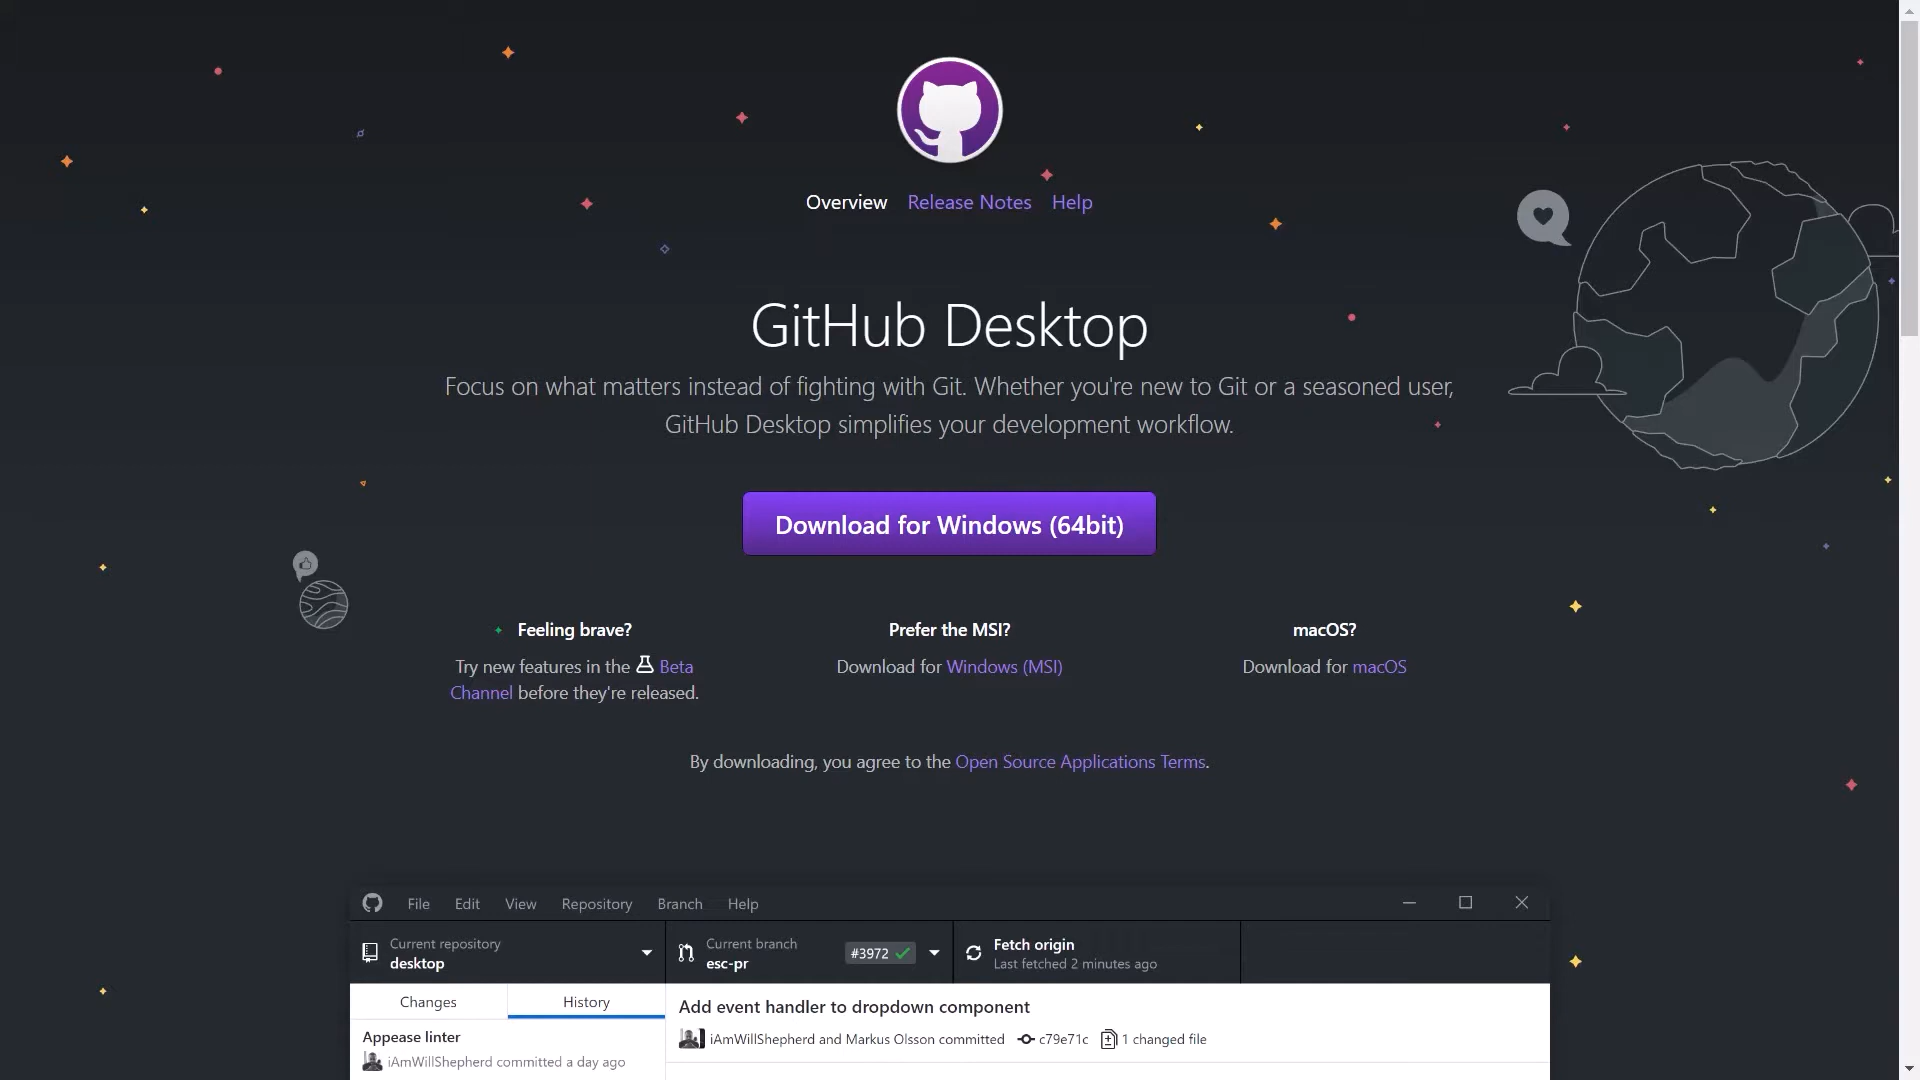 Overview Release Notes Help
GitHub Desktop
Focus on what matters instead of fighting with Git. Whether you're new to Git or a seasoned user,
GitHub Desktop simplifies your development workflow.
Download for Windows (64bit)
Feeling brave?
Try new features in the Beta
Channel before they're released.
Prefer the MSI?
Download for Windows (MSI)
macOS?
Download for macOS
By downloading, you agree to the Open Source Applications Terms.
File Edit View Repository Branch Help
Current repository
desktop
Current branch
esc-pr
#3972
Fetch origin
Last fetched 2 minutes ago
Changes
History
Appease linter
iAmWillShepherd committed a day ago
Add event handler to dropdown component
iAmWillShepherd and Markus Olsson committed c79e71c 1 changed file